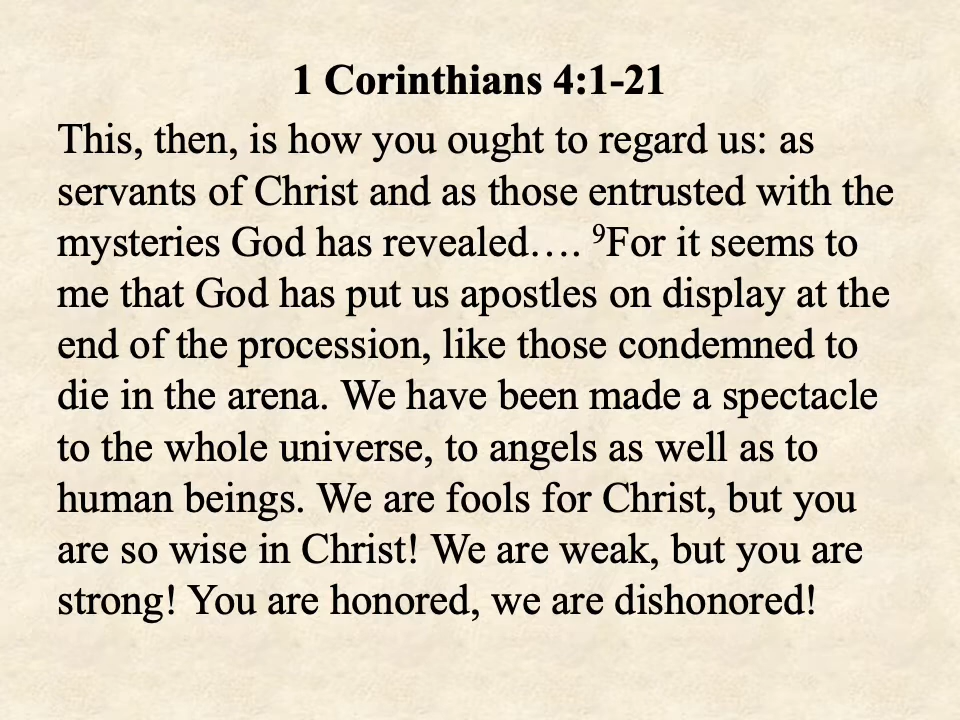 1 Corinthians 4:1-21
This, then, is how you ought to regard us: as
servants of Christ and as those entrusted with the
mysteries God has revealed…. ⁹For it seems to
me that God has put us apostles on display at the
end of the procession, like those condemned to
die in the arena. We have been made a spectacle
to the whole universe, to angels as well as to
human beings. We are fools for Christ, but you
are so wise in Christ! We are weak, but you are
strong! You are honored, we are dishonored!